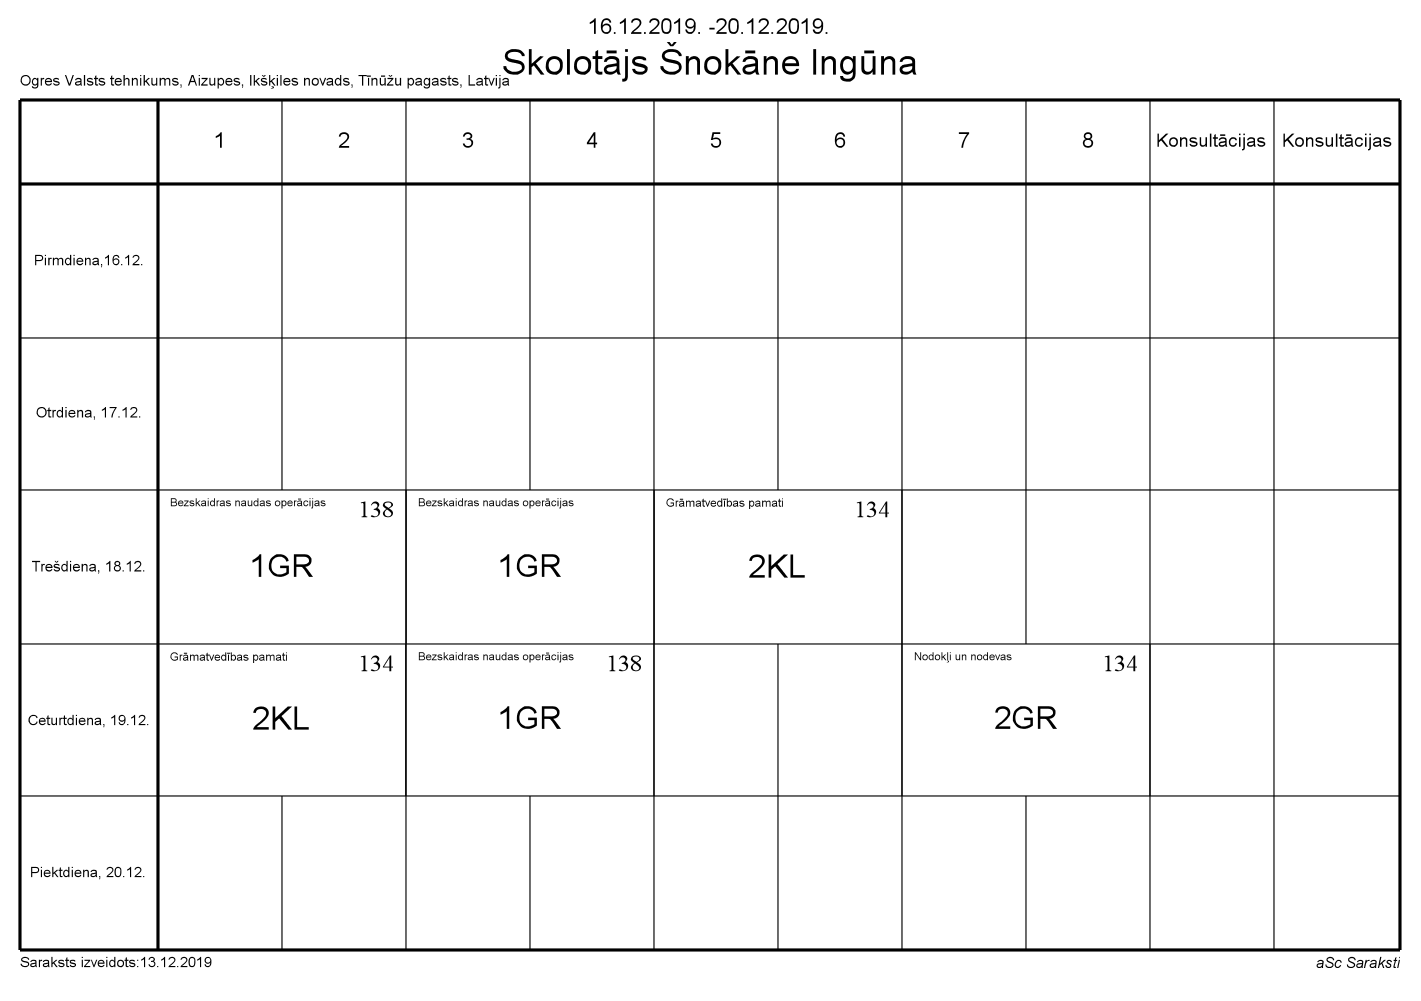 16.12.2019. -20.12.2019.
Skolotājs Šnokāne Ingūna
Ogres Valsts tehnikums, Aizupes, Ikšķiles novads, Tīnūžu pagasts, Latvija
1 2 3 4 5 6 7 8 Konsultācijas Konsultācijas
Pirmdiena,16.12.
Otrdiena, 17.12.
Bezskaidras naudas operācijas 138 Bezskaidras naudas operācijas Grāmatvedības pamati 134
Trešdiena, 18.12. 1GR 1GR 2KL
Grāmatvedības pamati 134 Bezskaidras naudas operācijas 138 Nodokļi un nodevas 134
Ceturtdiena, 19.12. 2KL 1GR 2GR
Piektdiena, 20.12.
Saraksts izveidots:13.12.2019 aSc Saraksti